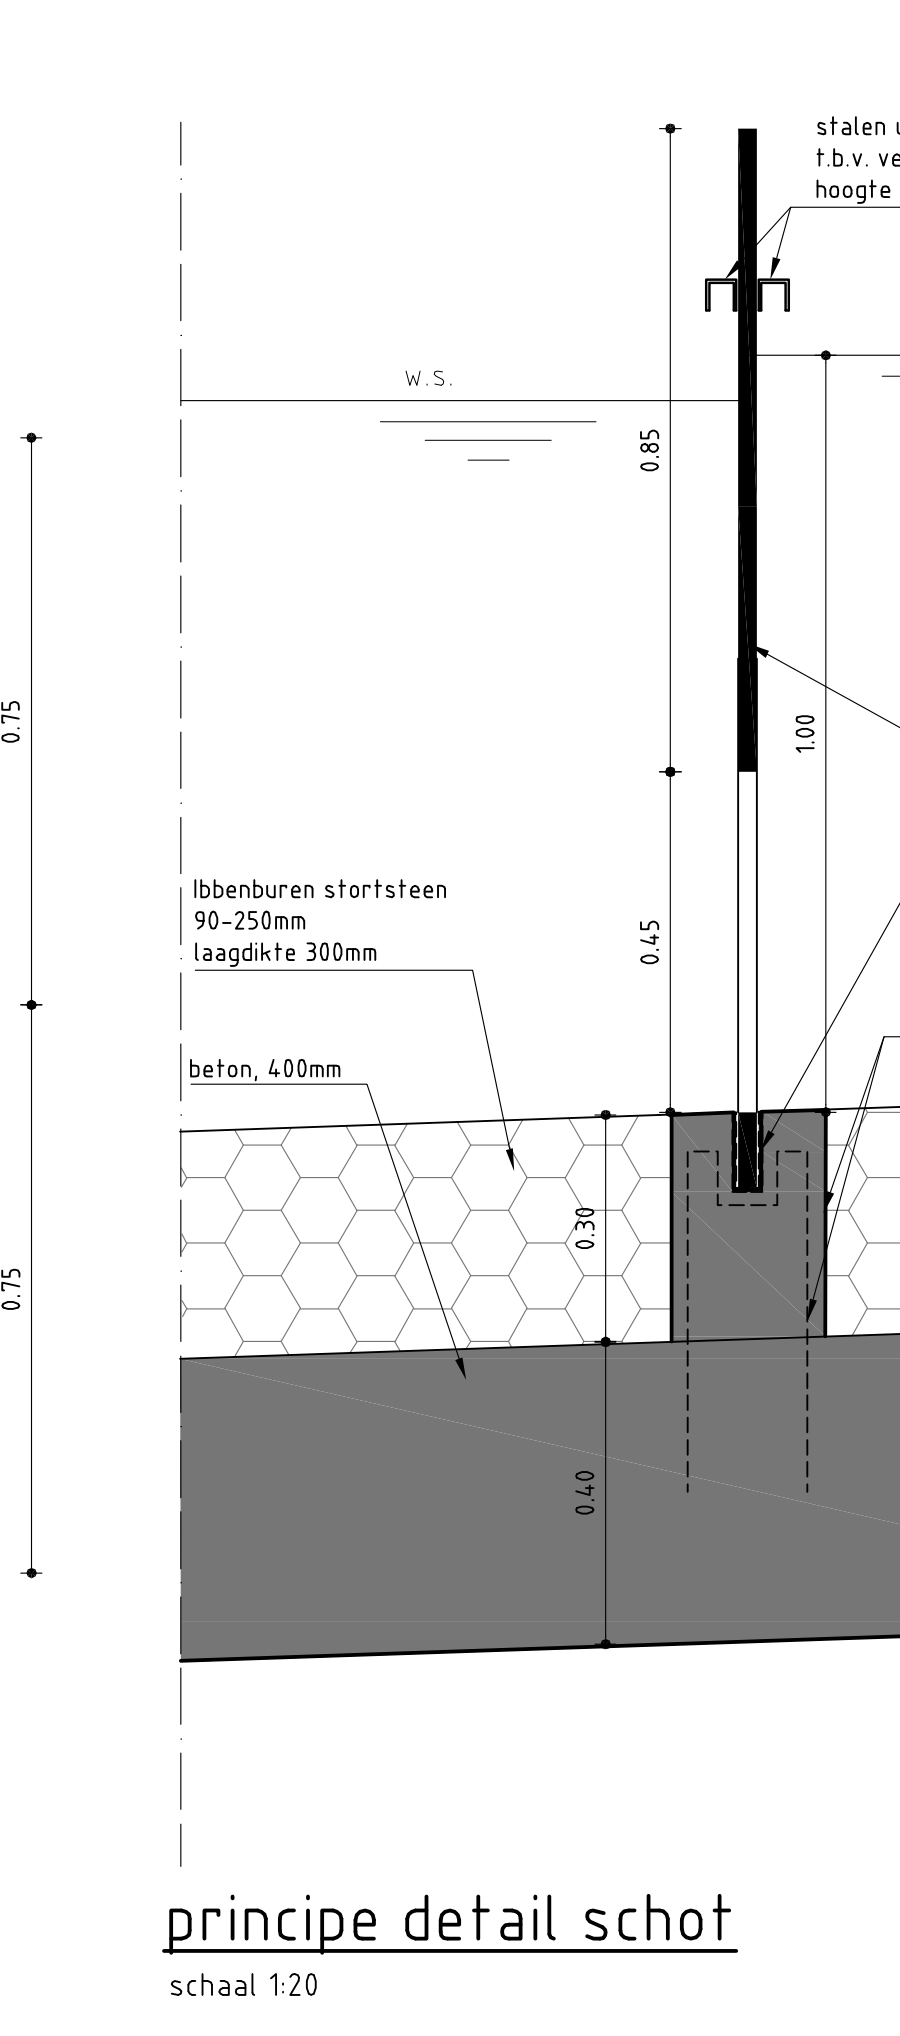 stalen
t.b.v.
hoogte
W.S.
0.85
0.75
1.00
Ibbenburen stortsteen
90-250mm
laagdikte 300mm
0.45
beton, 400mm
0.30
0.75
0.40
principe detail schot
schaal 1:20